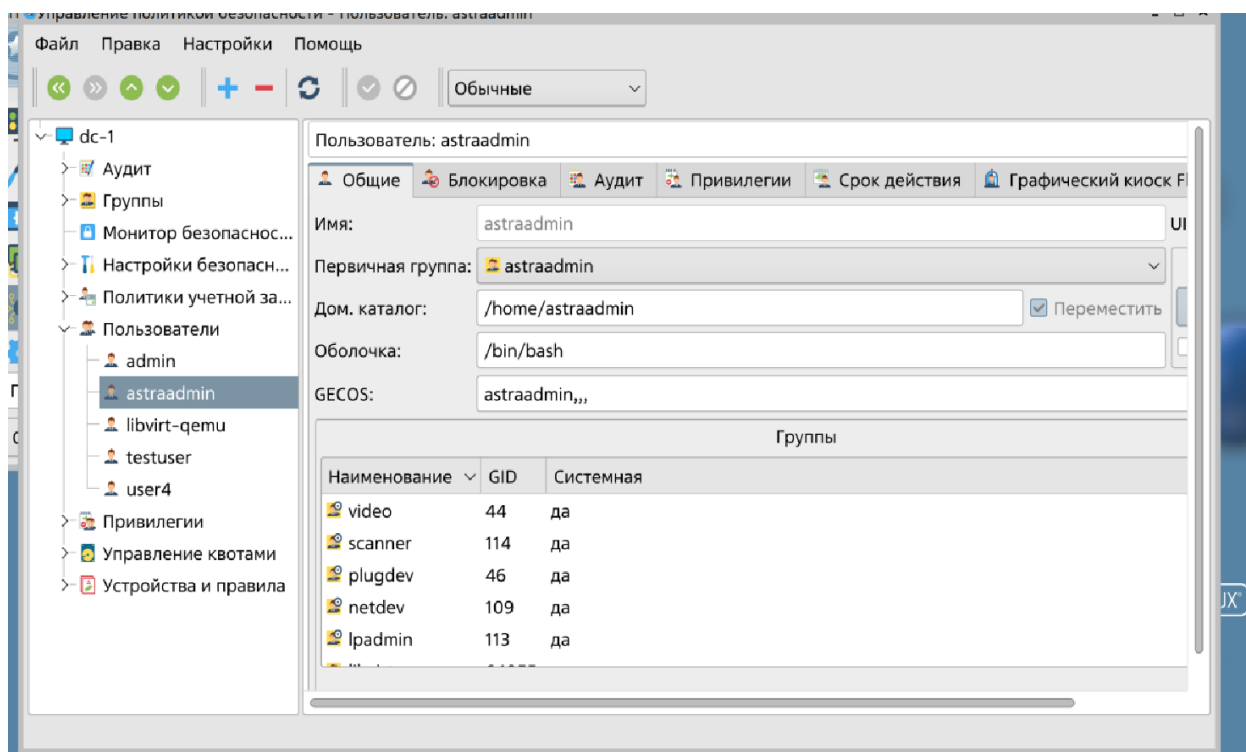 Управление политикой безопасности - Пользователь: astraadmin
Файл Правка Настройки Помощь
Обычные
dc-1
Аудит
Группы
Монитор безопаснос...
Настройки безопасн...
Политики учетной за...
Пользователи
admin
astraadmin
libvirt-qemu
testuser
user4
Привилегии
Управление квотами
Устройства и правила
Пользователь: astraadmin
Общие Блокировка Аудит Привилегии Срок действия Графический киоск Fl
Имя: astraadmin UI
Первичная группа: astraadmin
Дом. каталог: /home/astraadmin Переместить
Оболочка: /bin/bash
GECOS: astraadmin,,,
Группы
Наименование GID Системная
video 44 да
scanner 114 да
plugdev 46 да
netdev 109 да
lpadmin 113 да